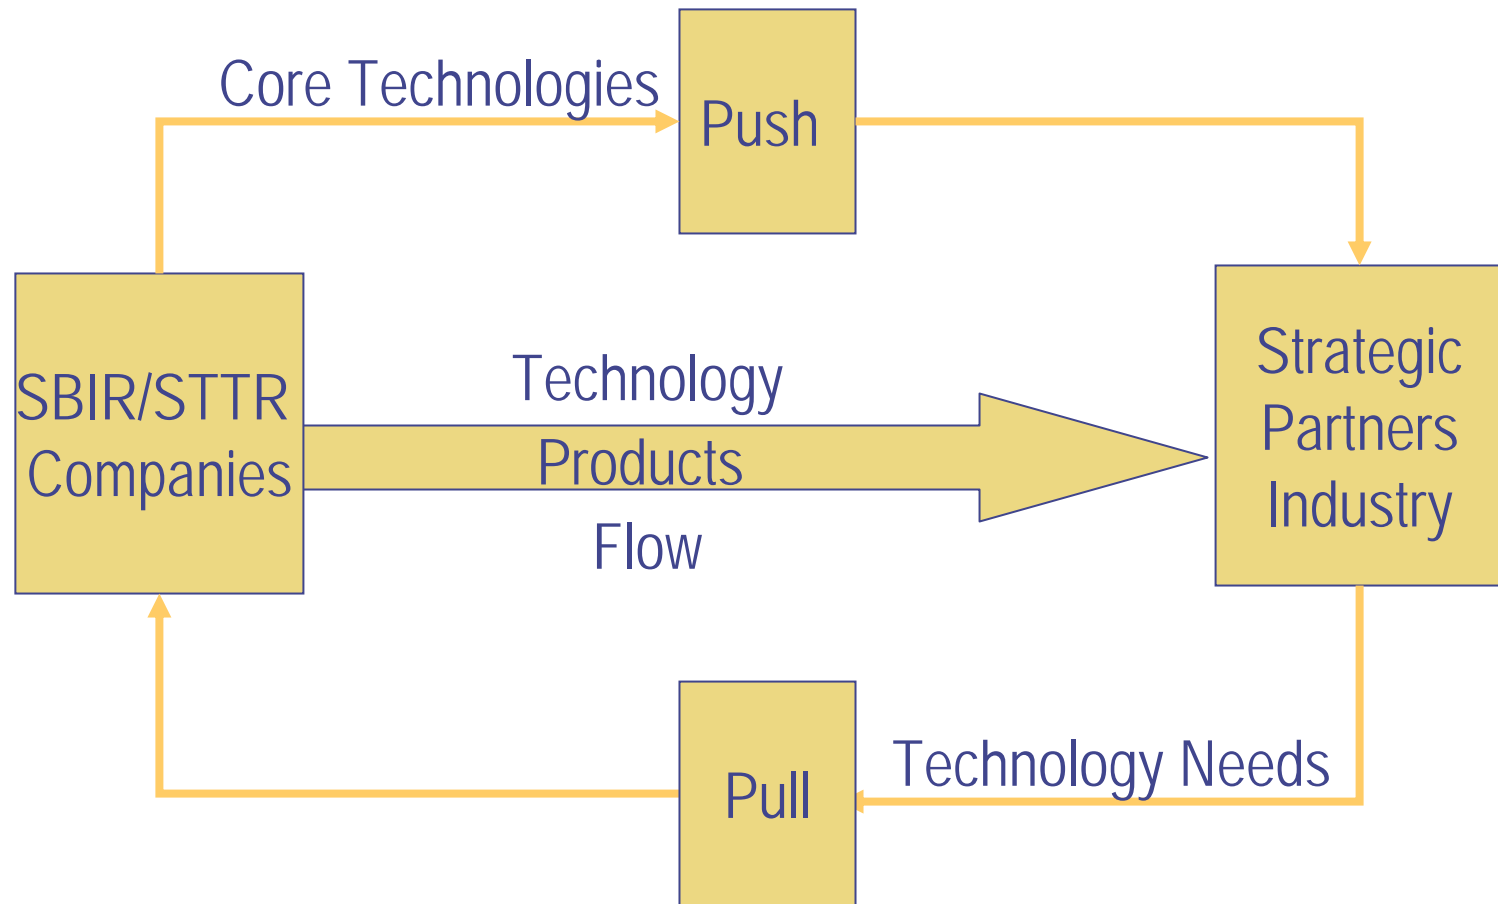 Core Technologies
Push
SBIR/STTR
Companies
Technology
Products
Flow
Strategic
Partners
Industry
Technology Needs
Pull